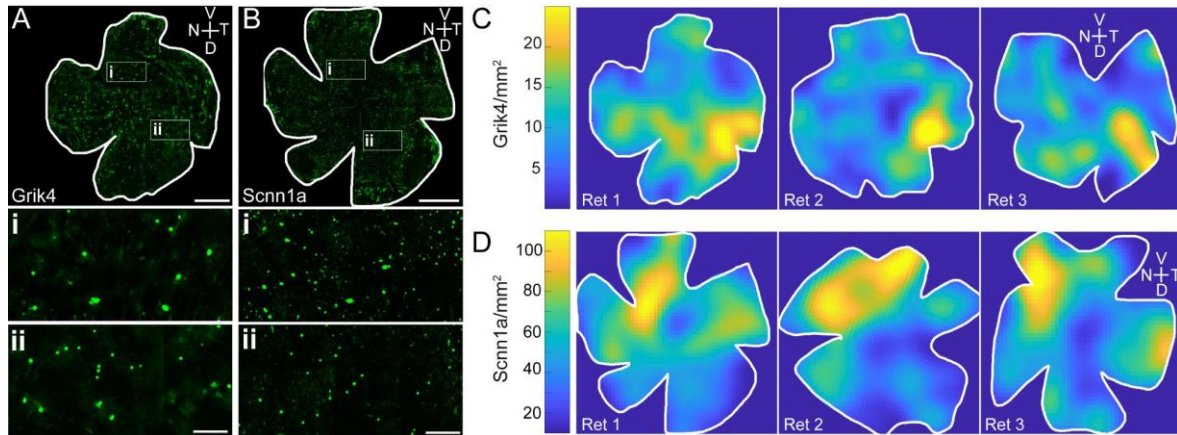 A
V
N T
D
i
ii
Grik4
B
V
N T
D
i
ii
Scnn1a
i
i
ii
ii
C
Grik4/mm²
20
15
10
5
Ret 1
Ret 2
V
N T
D
Ret 3
D
Scnn1a/mm²
100
80
60
40
20
Ret 1
Ret 2
V
N T
D
Ret 3